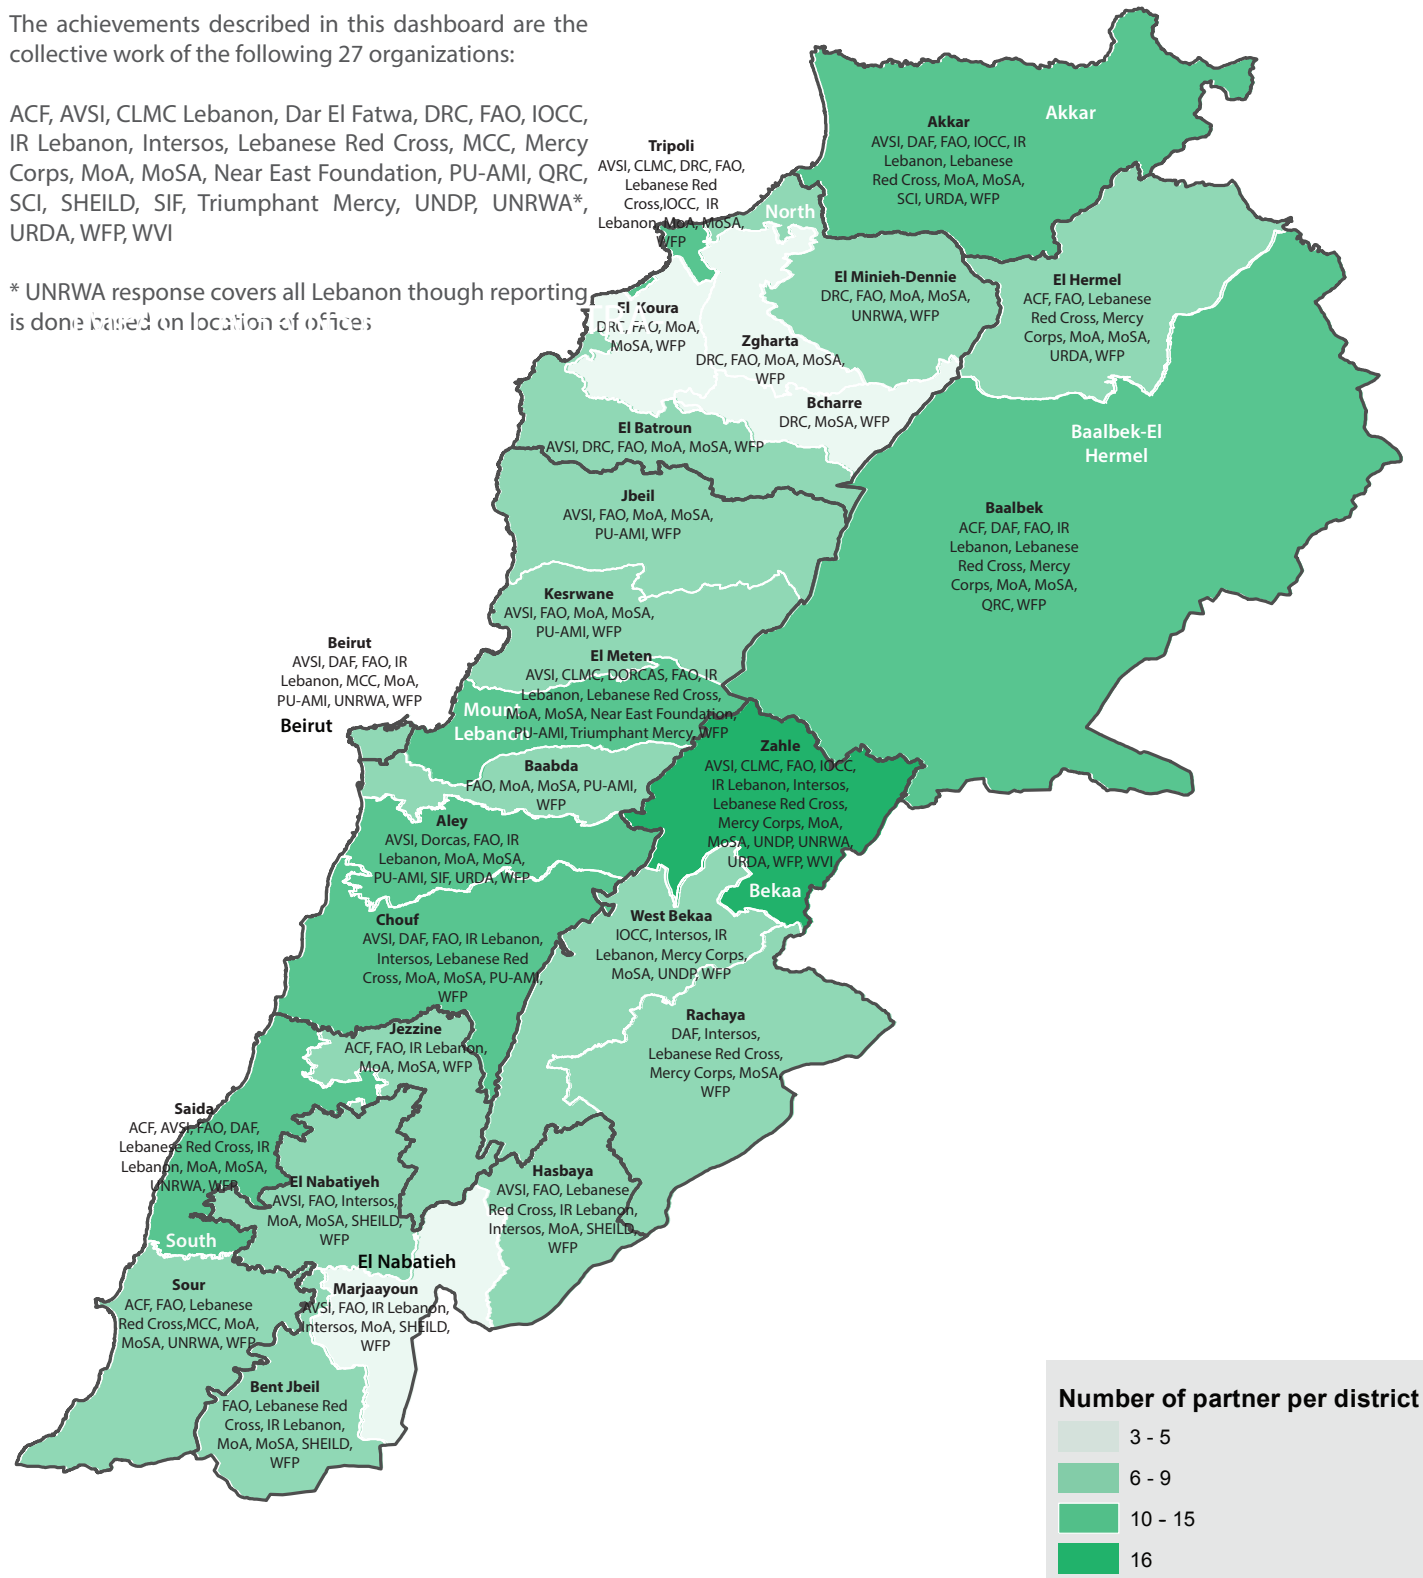 The achievements described in this dashboard are the
collective work of the following 27 organizations:
ACF, AVSI, CLMC Lebanon, Dar El Fatwa, DRC, FAO, IOCC,
IR Lebanon, Intersos, Lebanese Red Cross, MCC, Mercy
Corps, MoA, MoSA, Near East Foundation, PU-AMI, QRC,
SCI, SHEILD, SIF, Triumphant Mercy, UNDP, UNRWA*,
URDA, WFP, WVI
* UNRWA response covers all Lebanon though reporting
is done based on location of offices
Akkar
Akkar
AVSI, DAF, FAO, IOCC, IR
Lebanon, Lebanese
Red Cross, MoA, MoSA,
SCI, URDA, WFP
Tripoli
AVSI, CLMC, DRC, FAO,
Lebanese Red
Cross,IOCC, IR
Lebanon, MoA, MoSA,
WFP
North
El Minieh-Dennie
DRC, FAO, MoA, MoSA,
UNRWA, WFP
El Hermel
ACF, FAO, Lebanese
Red Cross, Mercy
Corps, MoA, MoSA,
URDA, WFP
El Koura
DRC, FAO, MoA,
MoSA, WFP
Zgharta
DRC, FAO, MoA, MoSA,
WFP
Bcharre
DRC, MoSA, WFP
El Batroun
AVSI, DRC, FAO, MoA, MoSA, WFP
Baalbek-El
Hermel
Baalbek
ACF, DAF, FAO, IR
Lebanon, Lebanese
Red Cross, Mercy
Corps, MoA, MoSA,
QRC, WFP
Jbeil
AVSI, FAO, MoA, MoSA,
PU-AMI, WFP
Kesrwane
AVSI, FAO, MoA, MoSA,
PU-AMI, WFP
Beirut
AVSI, DAF, FAO, IR
Lebanon, MCC, MoA,
PU-AMI, UNRWA, WFP
Beirut
El Meten
AVSI, CLMC, DORCAS, FAO, IR
Lebanon, Lebanese Red Cross,
MoA, MoSA, Near East Foundation,
PU-AMI, Triumphant Mercy, WFP
Mount
Lebanon
Zahle
AVSI, CLMC, FAO, IOCC,
IR Lebanon, Intersos,
Lebanese Red Cross,
Mercy Corps, MoA,
MoSA, UNDP, UNRWA,
URDA, WFP, WVI
Bekaa
Baabda
FAO, MoA, MoSA, PU-AMI,
WFP
Aley
AVSI, Dorcas, FAO, IR
Lebanon, MoA, MoSA,
PU-AMI, SIF, URDA, WFP
Chouf
AVSI, DAF, FAO, IR Lebanon,
Intersos, Lebanese Red
Cross, MoA, MoSA, PU-AMI,
WFP
West Bekaa
IOCC, Intersos, IR
Lebanon, Mercy Corps,
MoSA, UNDP, WFP
Rachaya
DAF, Intersos,
Lebanese Red Cross,
Mercy Corps, MoSA,
WFP
Jezzine
ACF, FAO, IR Lebanon,
MoA, MoSA, WFP
Saida
ACF, AVSI, FAO, DAF,
Lebanese Red Cross, IR
Lebanon, MoA, MoSA,
UNRWA, WFP
El Nabatiyeh
AVSI, FAO, Intersos,
MoA, MoSA, SHEILD,
WFP
Hasbaya
AVSI, FAO, Lebanese
Red Cross, IR Lebanon,
Intersos, MoA, SHEILD,
WFP
South
El Nabatieh
Sour
ACF, FAO, Lebanese
Red Cross,MCC, MoA,
MoSA, UNRWA, WFP
Marjaayoun
AVSI, FAO, IR Lebanon,
Intersos, MoA, SHEILD,
WFP
Bent Jbeil
FAO, Lebanese Red
Cross, IR Lebanon,
MoA, MoSA, SHEILD,
WFP
Number of partner per district
3 - 5
6 - 9
10 - 15
16